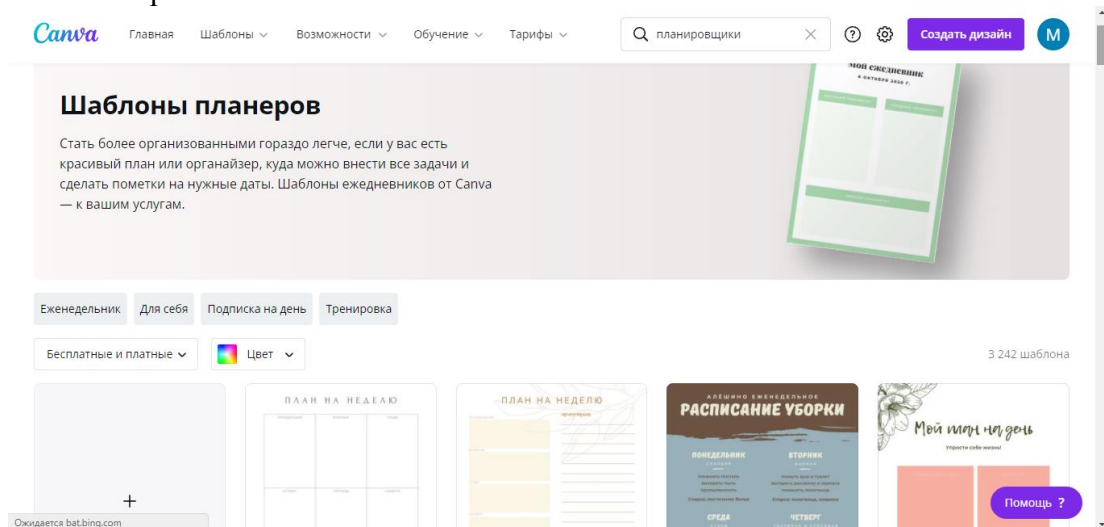 Canva Главная Шаблоны Возможности Обучение Тарифы планировщики Создать дизайн М
Мой ежедневник
Шаблоны планеров
Стать более организованными гораздо легче, если у вас есть
красивый план или органайзер, куда можно внести все задачи и
сделать пометки на нужные даты. Шаблоны ежедневников от Canva
— к вашим услугам.
Еженедельник Для себя Подписка на день Тренировка
Бесплатные и платные Цвет 3 242 шаблона
ПЛАН НА НЕДЕЛЮ
ПЛАН НА НЕДЕЛЮ
АЛЁШИНО ЕЖЕНЕДЕЛЬНОЕ
РАСПИСАНИЕ УБОРКИ
ПОНЕДЕЛЬНИК ВТОРНИК
СРЕДА ЧЕТВЕРГ
Мой план на день
Упрости себе жизнь!
+
Помощь ?
Ожидается bat.bing.com